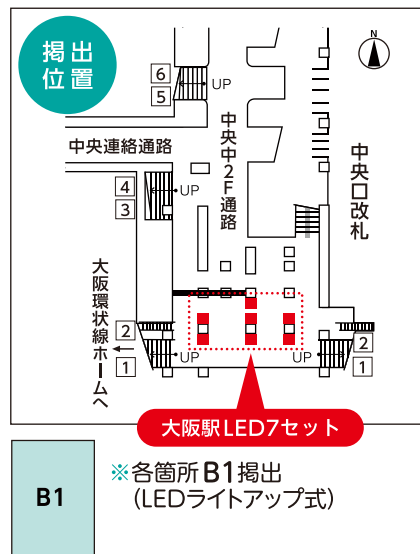 掲出
位置
N
6
5
UP
中央連絡通路
中央中2F通路
中央口改札
4
3
UP
大阪環状線ホームへ
2
1
UP
UP
2
1
大阪駅LED7セット
B1
※各箇所B1掲出
(LEDライトアップ式)